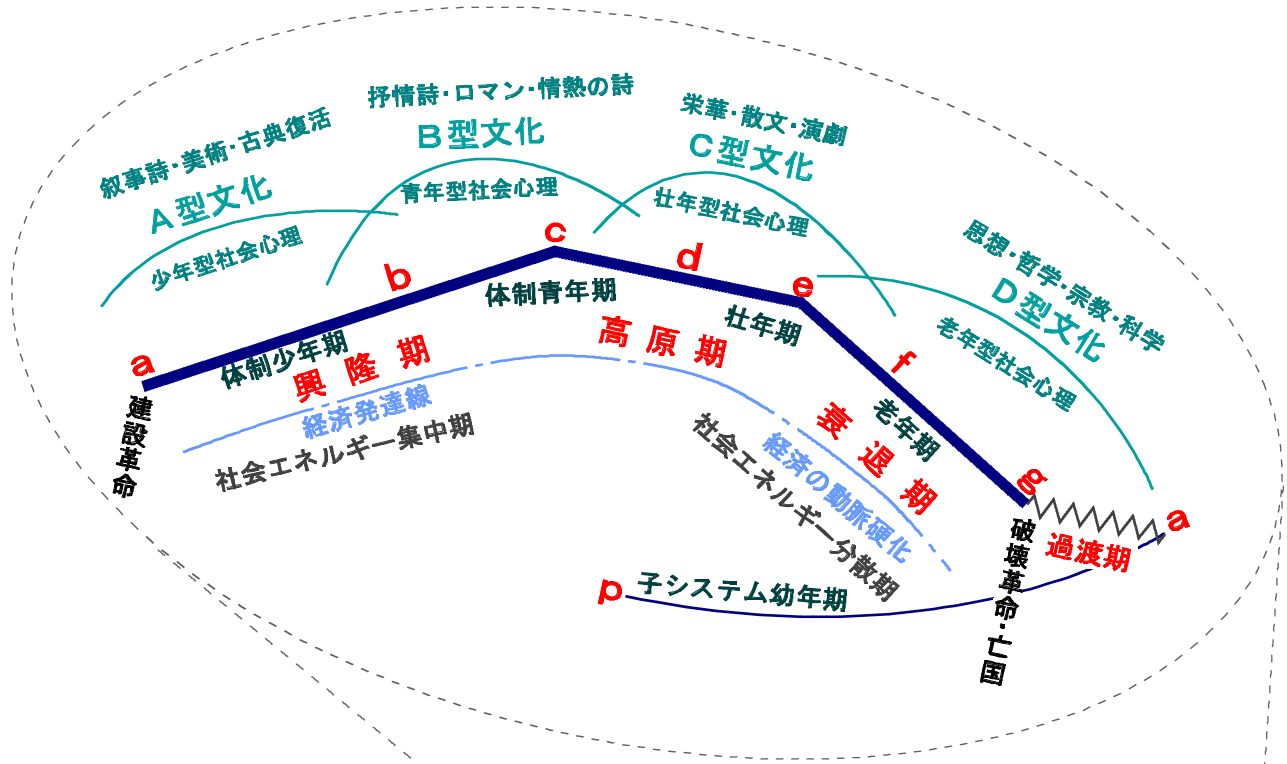 叙事詩・美術・古典復活
A型文化
少年型社会心理
抒情詩・ロマン・情熱の詩
B型文化
青年型社会心理
栄華・散文・演劇
C型文化
壮年型社会心理
思想・哲学・宗教・科学
D型文化
老年型社会心理
a
b
c
d
e
f
g
a
体制少年期
体制青年期
壮年期
老年期
興隆期
高原期
衰退期
過渡期
建設革命
経済発達線
社会エネルギー集中期
経済の動脈硬化
社会エネルギー分散期
p
子システム幼年期
破壊革命・亡国